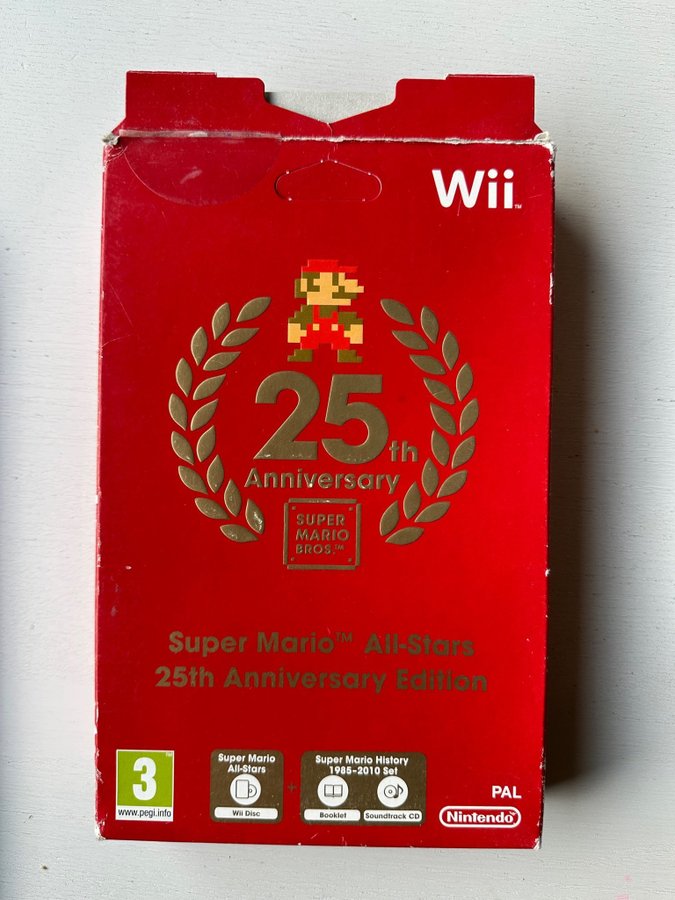 Wii™
25th
Anniversary
SUPER
MARIO
BROS.™
Super Mario™ All-Stars
25th Anniversary Edition
3
www.pegi.info
Super Mario
All-Stars
Wii Disc
+
Super Mario History
1985-2010 Set
Booklet
Soundtrack CD
PAL
Nintendo